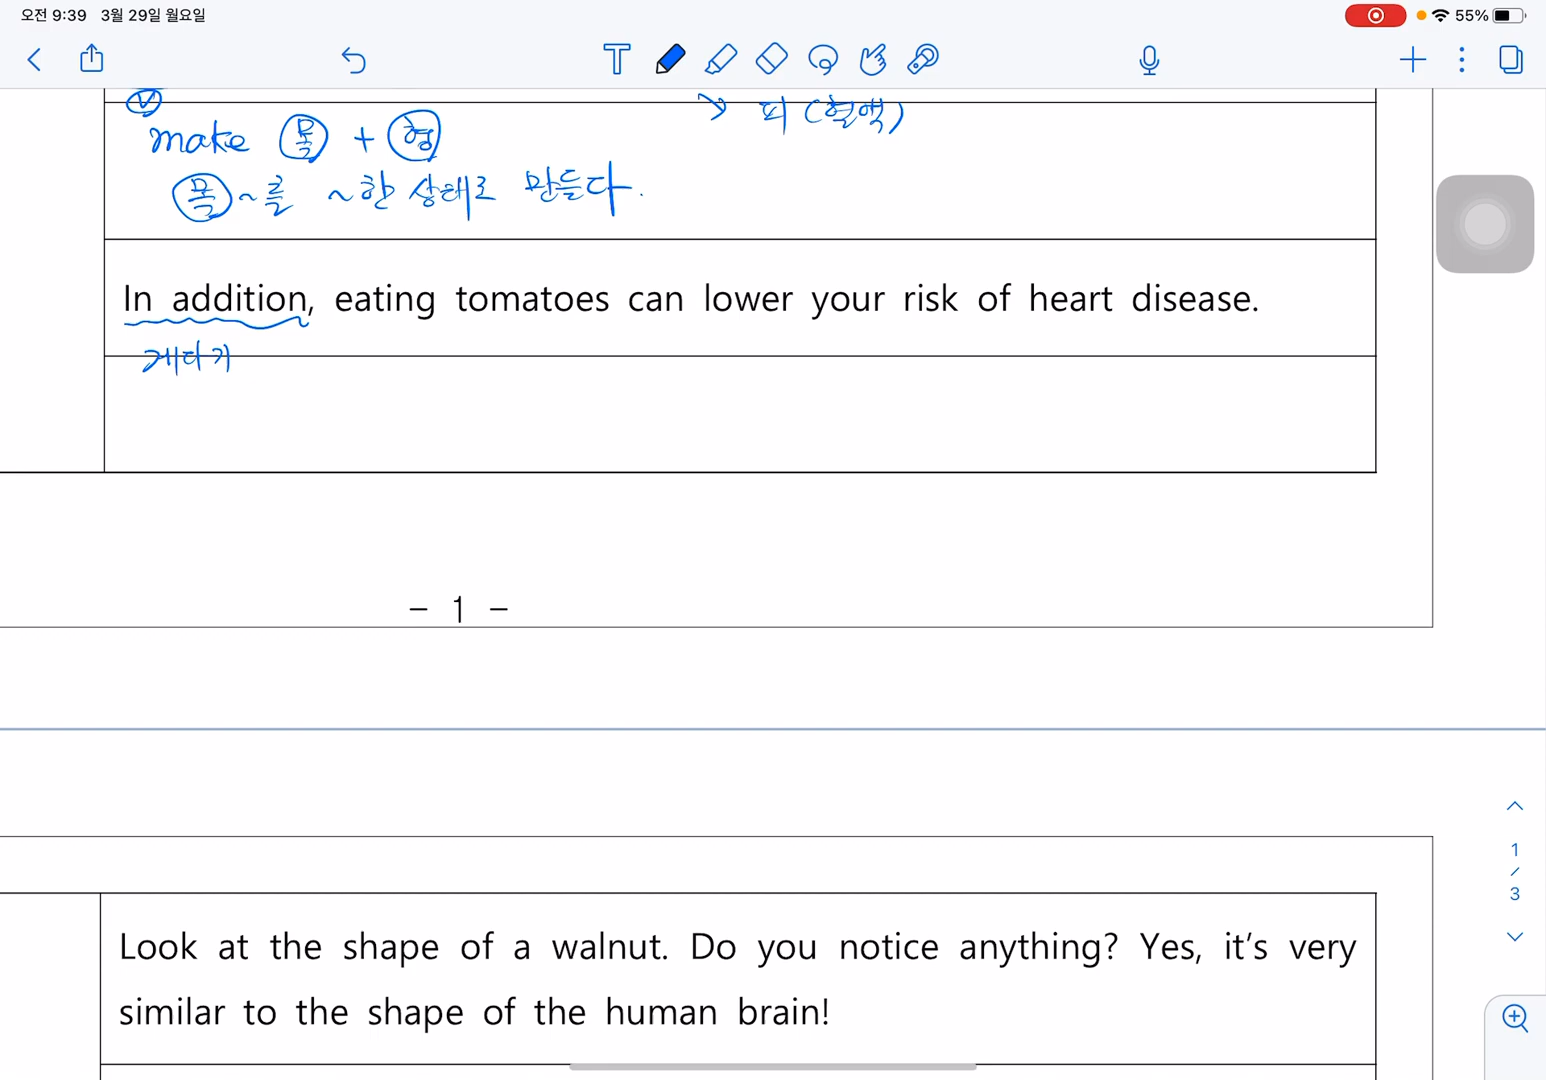 오전 9:39 3월 29일 월요일
55%
T
V
make 목 + 형
피 (혈액)
목 ~를 ~한 상태로 만들다.
In addition, eating tomatoes can lower your risk of heart disease.
게다가
- 1 -
1
/
3
Look at the shape of a walnut. Do you notice anything? Yes, it's very
similar to the shape of the human brain!